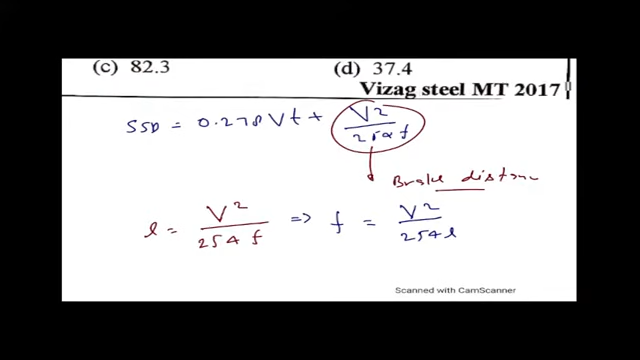 (c) 82.3 (d) 37.4
Vizag steel MT 2017
SSD = 0.278 Vt + V2 / 254 f
Brake distance
l = V2 / 254 f => f = V2 / 254 l
Scanned with CamScanner